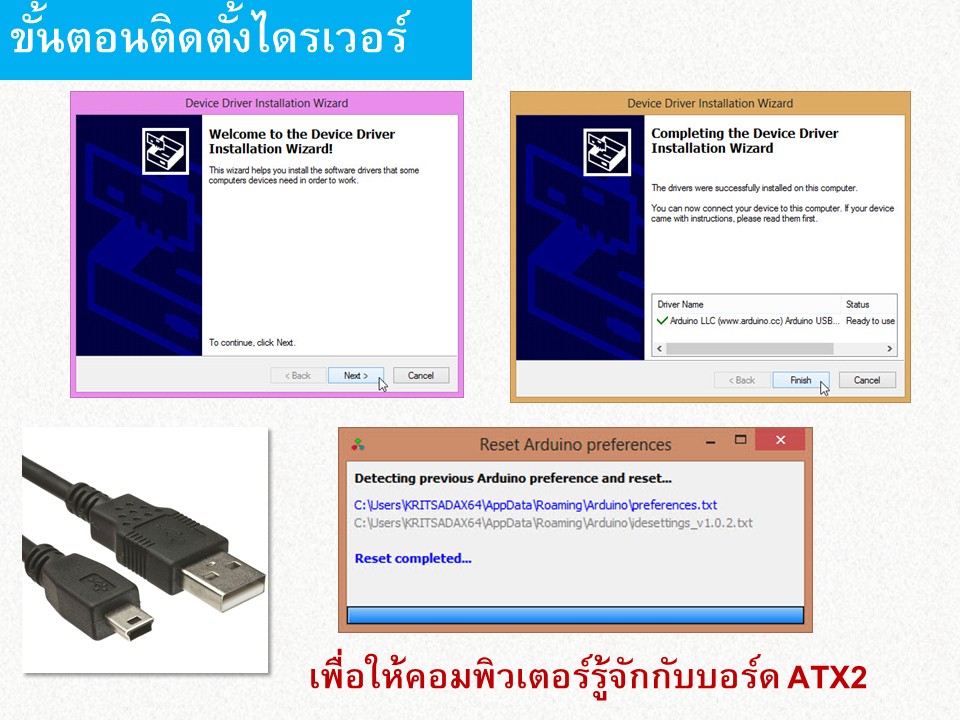 ขั้นตอนติดตั้งไดรเวอร์
Device Driver Installation Wizard
Welcome to the Device Driver
Installation Wizard!
This wizard helps you install the software drivers that some
computers devices need in order to work.
To continue, click Next.
< Back
Next >
Cancel
Device Driver Installation Wizard
Completing the Device Driver
Installation Wizard
The drivers were successfully installed on this computer.
You can now connect your device to this computer. If your device
came with instructions, please read them first.
Driver Name Status
Arduino LLC (www.arduino.cc) Arduino USB... Ready to use
< Back
Finish
Cancel
Reset Arduino preferences
Detecting previous Arduino preference and reset...
C:\Users\KRITSADAX64\AppData\Roaming\Arduino\preferences.txt
C:\Users\KRITSADAX64\AppData\Roaming\Arduino\idesettings_v1.0.2.txt
Reset completed...
เพื่อให้คอมพิวเตอร์รู้จักกับบอร์ด ATX2